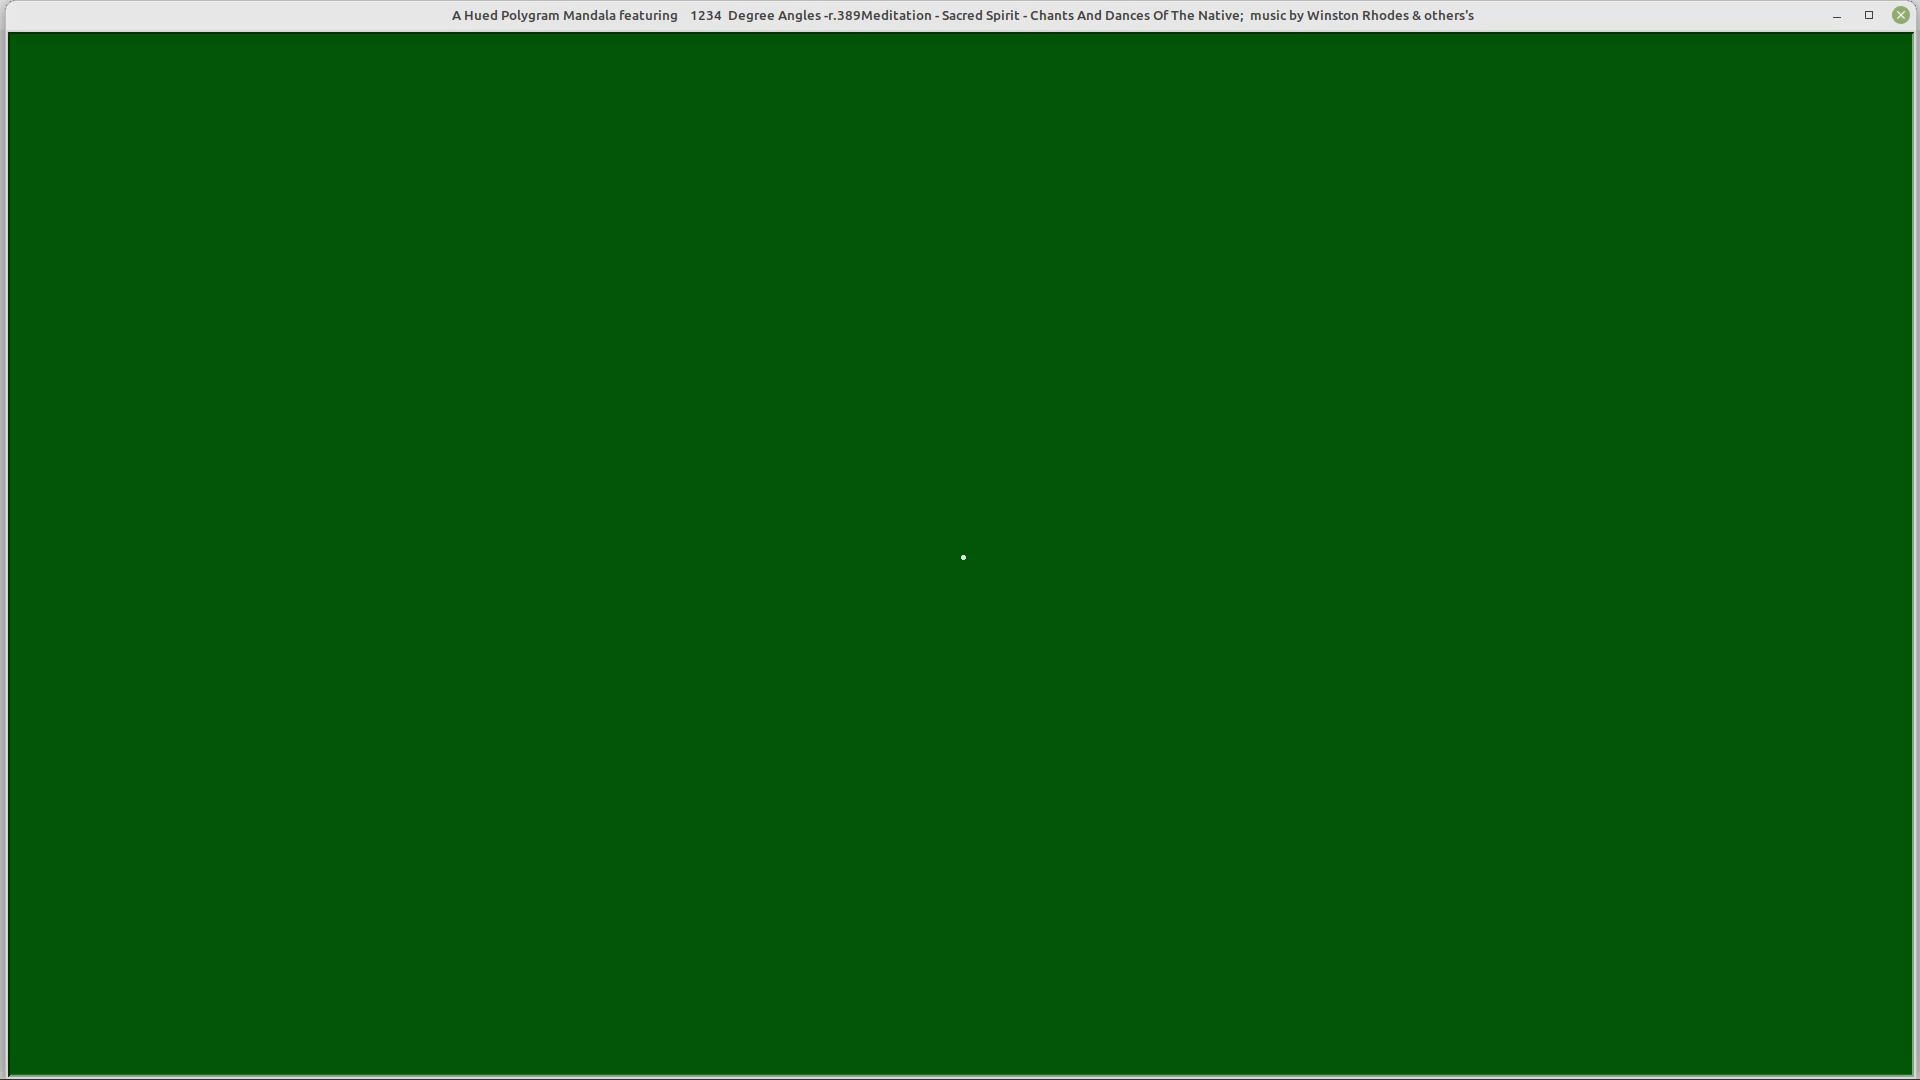 A Hued Polygram Mandala featuring    1234  Degree Angles -r.389Meditation - Sacred Spirit - Chants And Dances Of The Native;  music by Winston Rhodes & others's